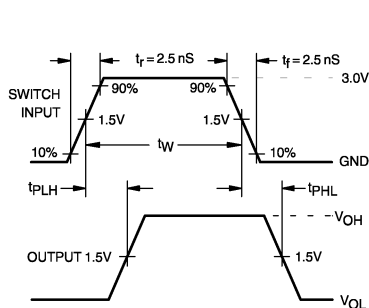 tr = 2.5 nS
tf = 2.5 nS
3.0V
SWITCH
INPUT
90%
90%
1.5V
1.5V
tW
10%
10%
GND
tPLH
tPHL
VOH
OUTPUT 1.5V
1.5V
VOL